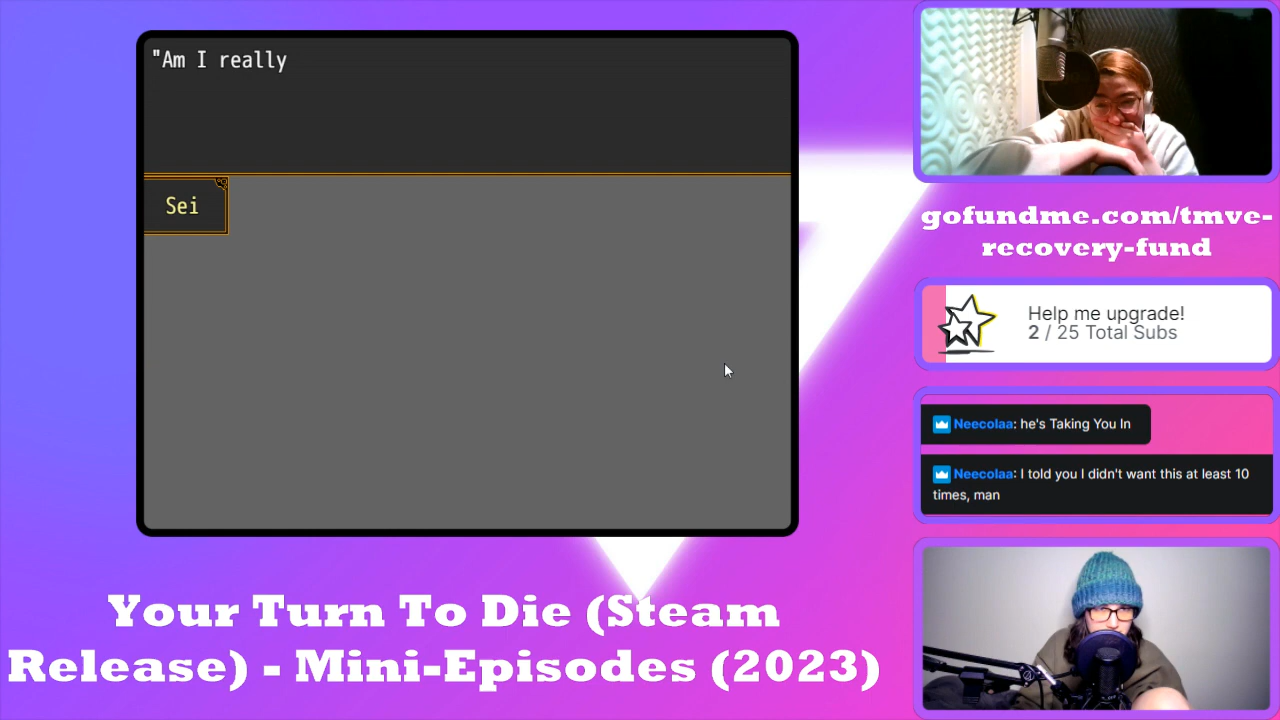 "Am I really
Sei
gofundme.com/tmve-
recovery-fund
Help me upgrade!
2 / 25 Total Subs
Neecolaa: he's Taking You In
Neecolaa: I told you I didn't want this at least 10
times, man
Your Turn To Die (Steam
Release) - Mini-Episodes (2023)